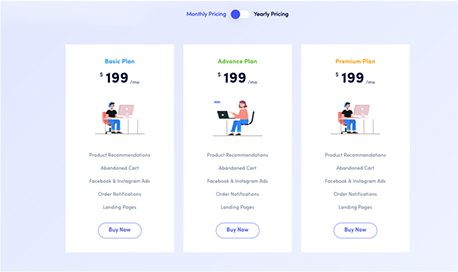 Monthly Pricing Yearly Pricing
Basic Plan
$ 199 /mo
Product Recommendations
Abandoned Cart
Facebook & Instagram Ads
Order Notifications
Landing Pages
Buy Now
Advance Plan
$ 199 /mo
Product Recommendations
Abandoned Cart
Facebook & Instagram Ads
Order Notifications
Landing Pages
Buy Now
Premium Plan
$ 199 /mo
Product Recommendations
Abandoned Cart
Facebook & Instagram Ads
Order Notifications
Landing Pages
Buy Now